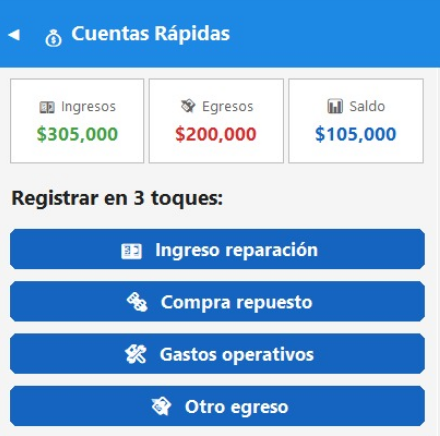 Cuentas Rápidas
Ingresos Egresos Saldo
$305,000 $200,000 $105,000
Registrar en 3 toques:
Ingreso reparación
Compra repuesto
Gastos operativos
Otro egreso